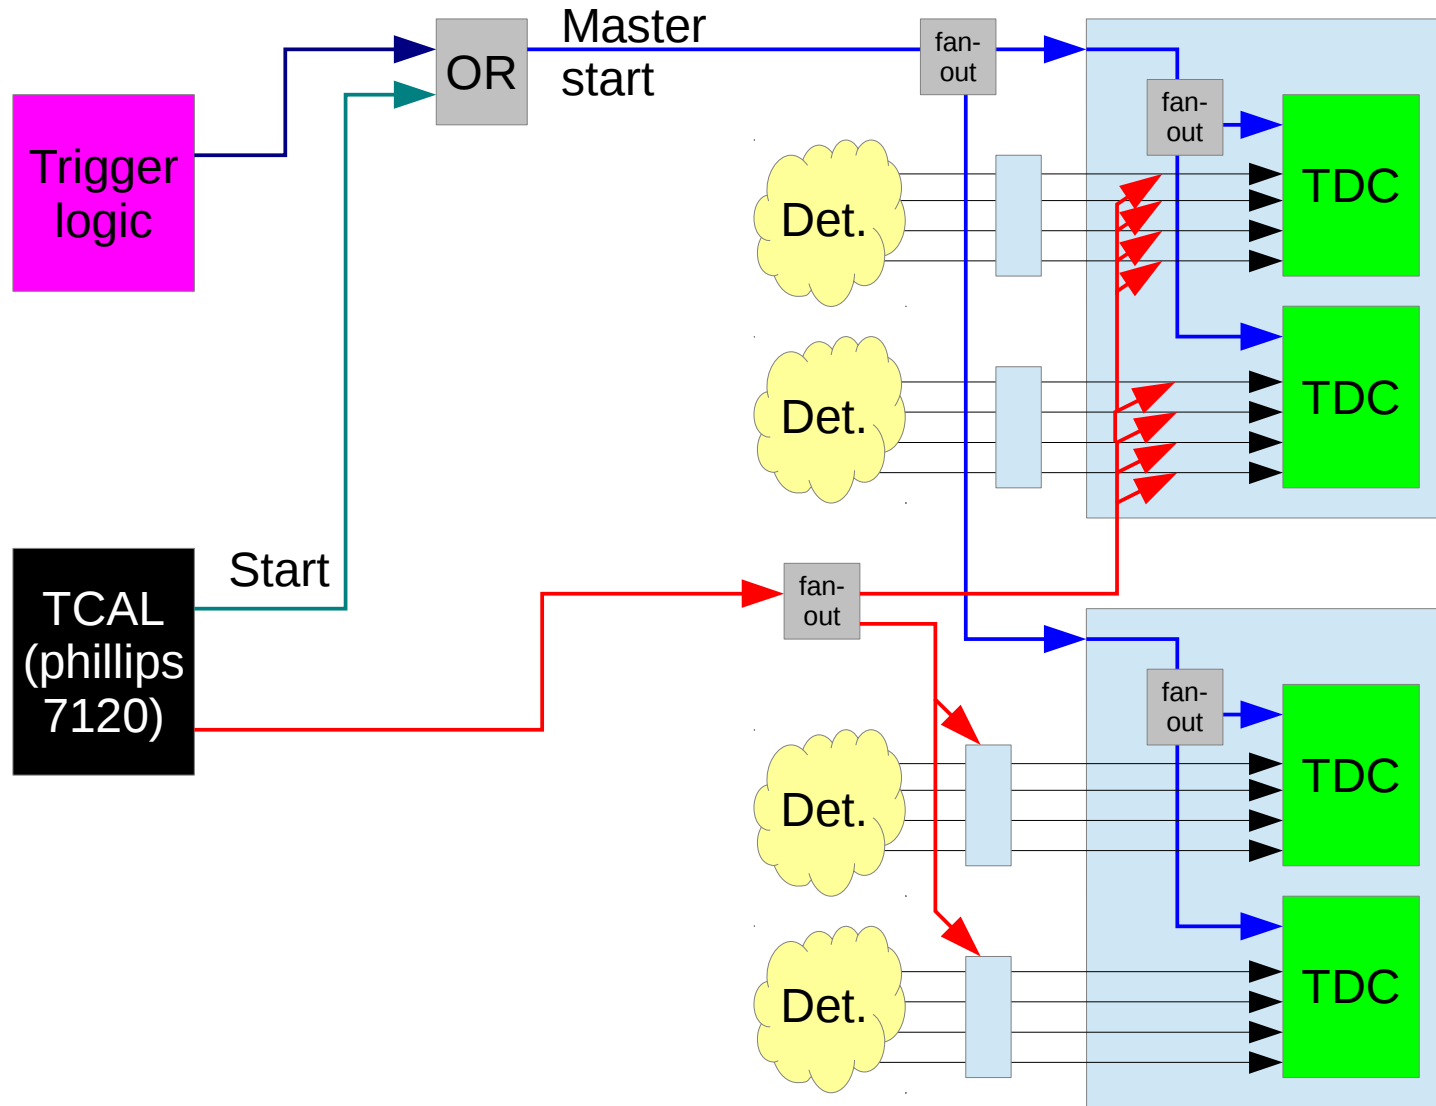 Master
start
OR
fan-
out
fan-
out
TDC
Trigger
logic
Det.
Det.
TDC
Start
TCAL
(phillips
7120)
fan-
out
fan-
out
TDC
Det.
Det.
TDC